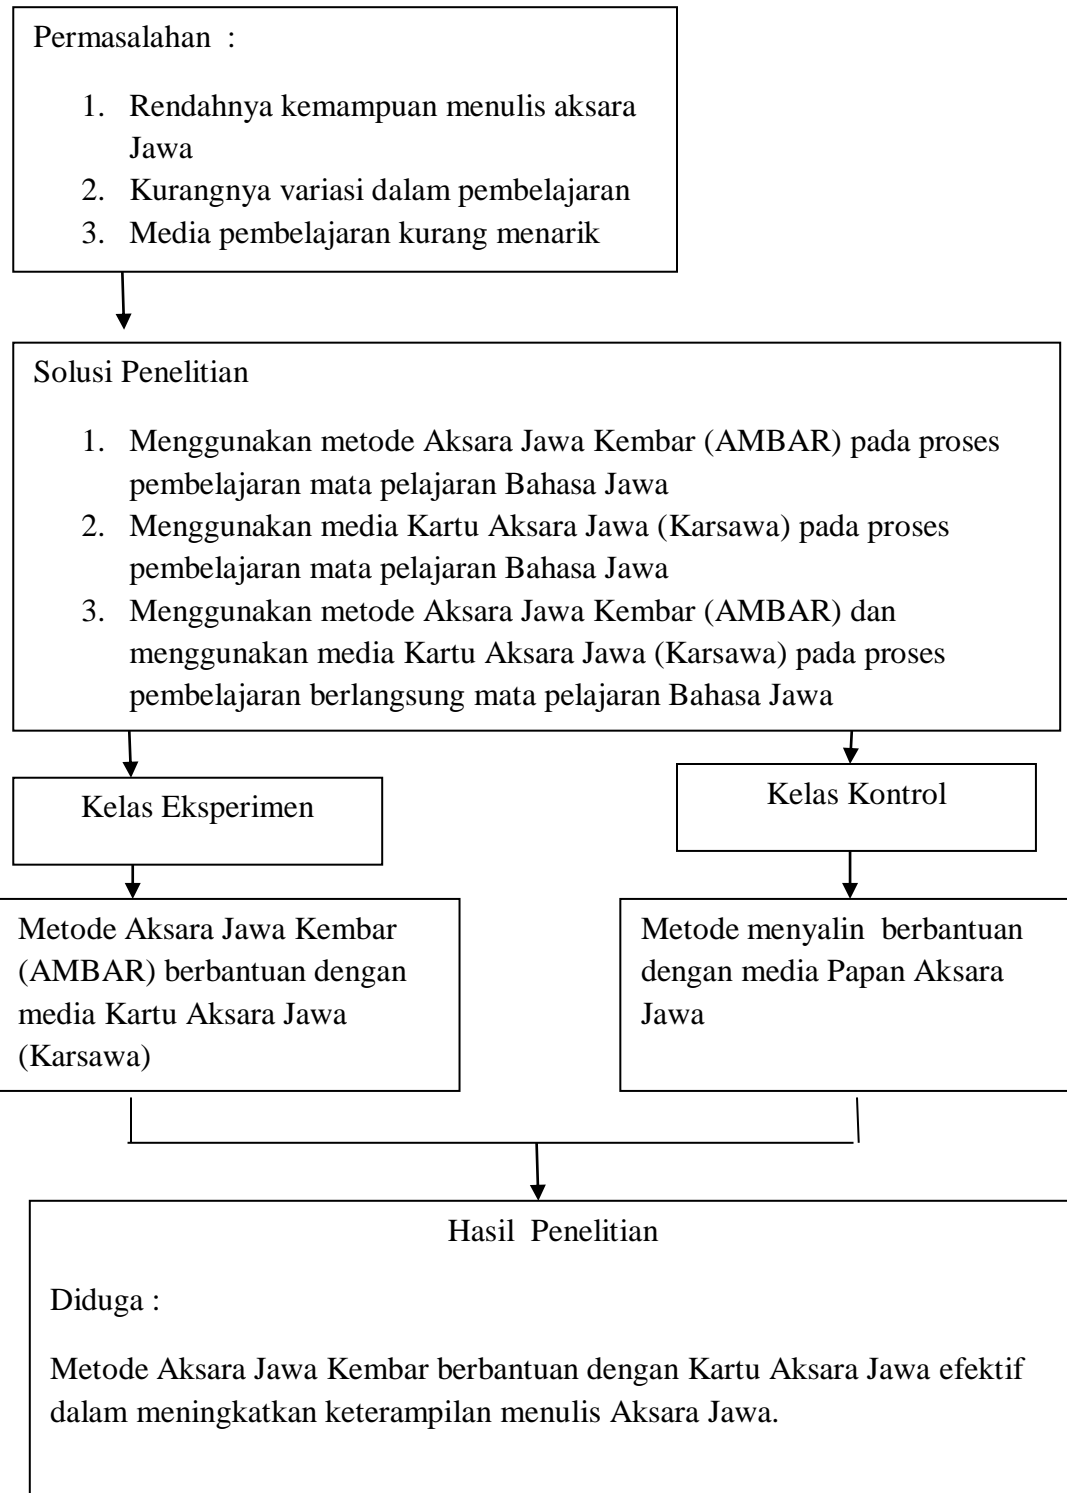 Permasalahan  :
1. Rendahnya kemampuan menulis aksara
Jawa
2. Kurangnya variasi dalam pembelajaran
3. Media pembelajaran kurang menarik
Solusi Penelitian
1. Menggunakan metode Aksara Jawa Kembar (AMBAR) pada proses
pembelajaran mata pelajaran Bahasa Jawa
2. Menggunakan media Kartu Aksara Jawa (Karsawa) pada proses
pembelajaran mata pelajaran Bahasa Jawa
3. Menggunakan metode Aksara Jawa Kembar (AMBAR) dan
menggunakan media Kartu Aksara Jawa (Karsawa) pada proses
pembelajaran berlangsung mata pelajaran Bahasa Jawa
Kelas Eksperimen
Kelas Kontrol
Metode Aksara Jawa Kembar
(AMBAR) berbantuan dengan
media Kartu Aksara Jawa
(Karsawa)
Metode menyalin  berbantuan
dengan media Papan Aksara
Jawa
Hasil  Penelitian
Diduga :
Metode Aksara Jawa Kembar berbantuan dengan Kartu Aksara Jawa efektif
dalam meningkatkan keterampilan menulis Aksara Jawa.